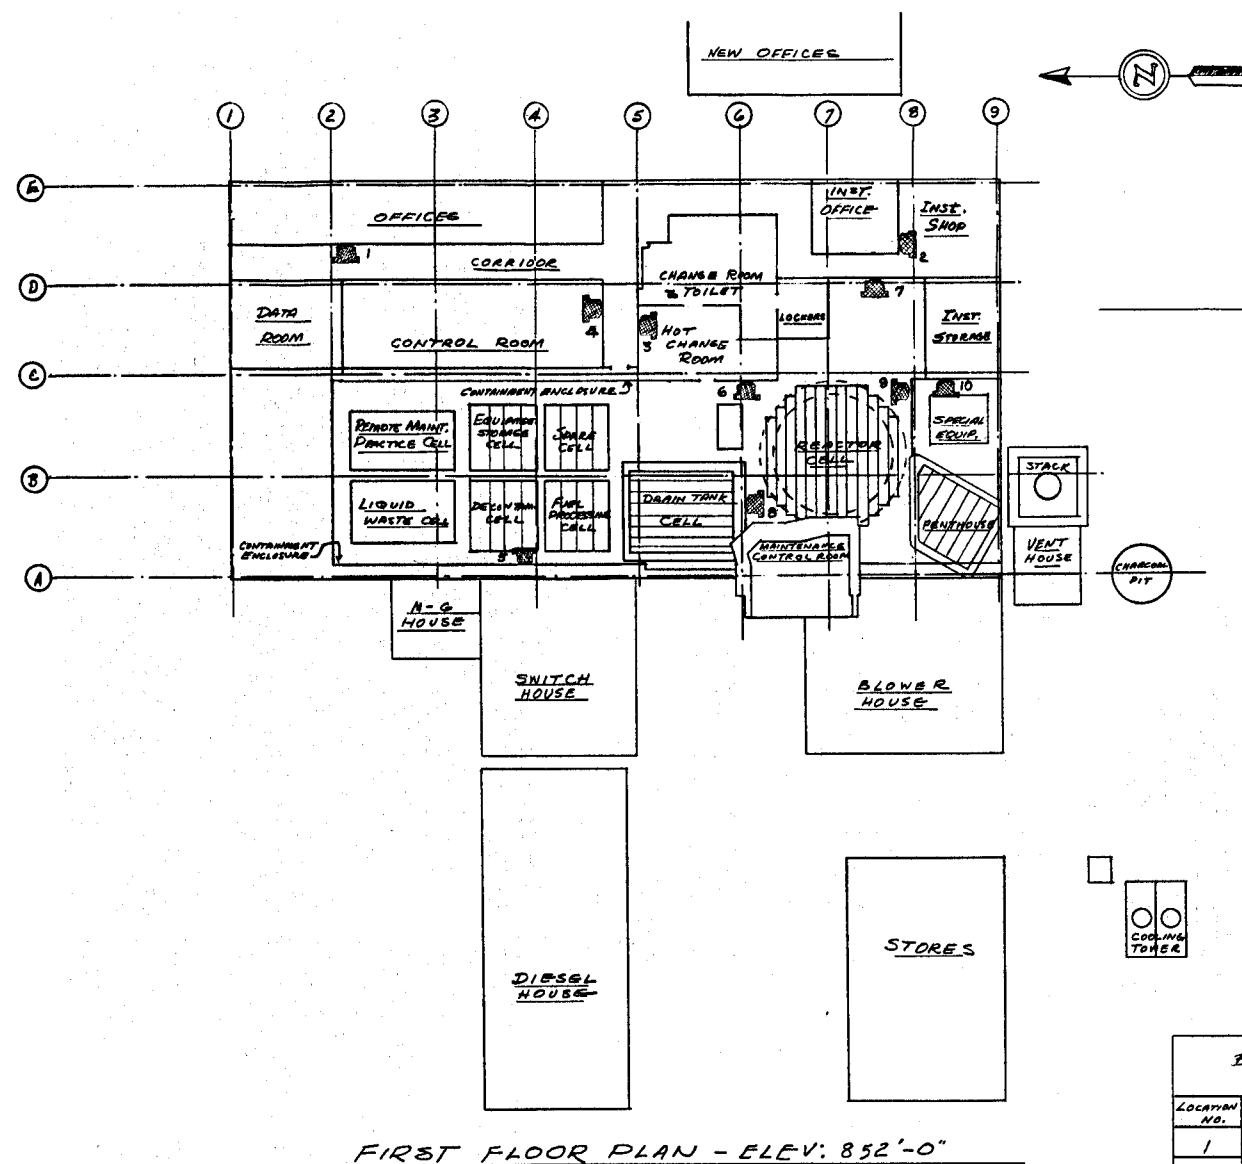 NEW OFFICES
N
1 2 3 4 5 6 7 8 9
E
OFFICES
INST.
OFFICE
INST.
SHOP
1
2
CORRIDOR
D
CHANGE ROOM
& TOILET
7
DATA
ROOM
CONTROL ROOM
4
3
HOT
CHANGE
ROOM
LOCKERS
INST.
STORAGE
C
CONTAINMENT ENCLOSURE
6
9
10
REMOTE MAINT.
PRACTICE CELL
EQUIPMENT
STORAGE
CELL
SPARE
CELL
REACTOR
CELL
SPECIAL
EQUIP.
B
STACK
LIQUID
WASTE CELL
DECONTAM.
CELL
FUEL
PROCESSING
CELL
DRAIN TANK
CELL
8
PENTHOUSE
CONTAINMENT
ENCLOSURE
5
MAINTENANCE
CONTROL ROOM
VENT
HOUSE
A
CHARCOAL
PIT
M-G
HOUSE
SWITCH
HOUSE
BLOWER
HOUSE
STORES
COOLING
TOWER
DIESEL
HOUSE
LOCATION
NO.
1
FIRST FLOOR PLAN - ELEV: 852'-0"